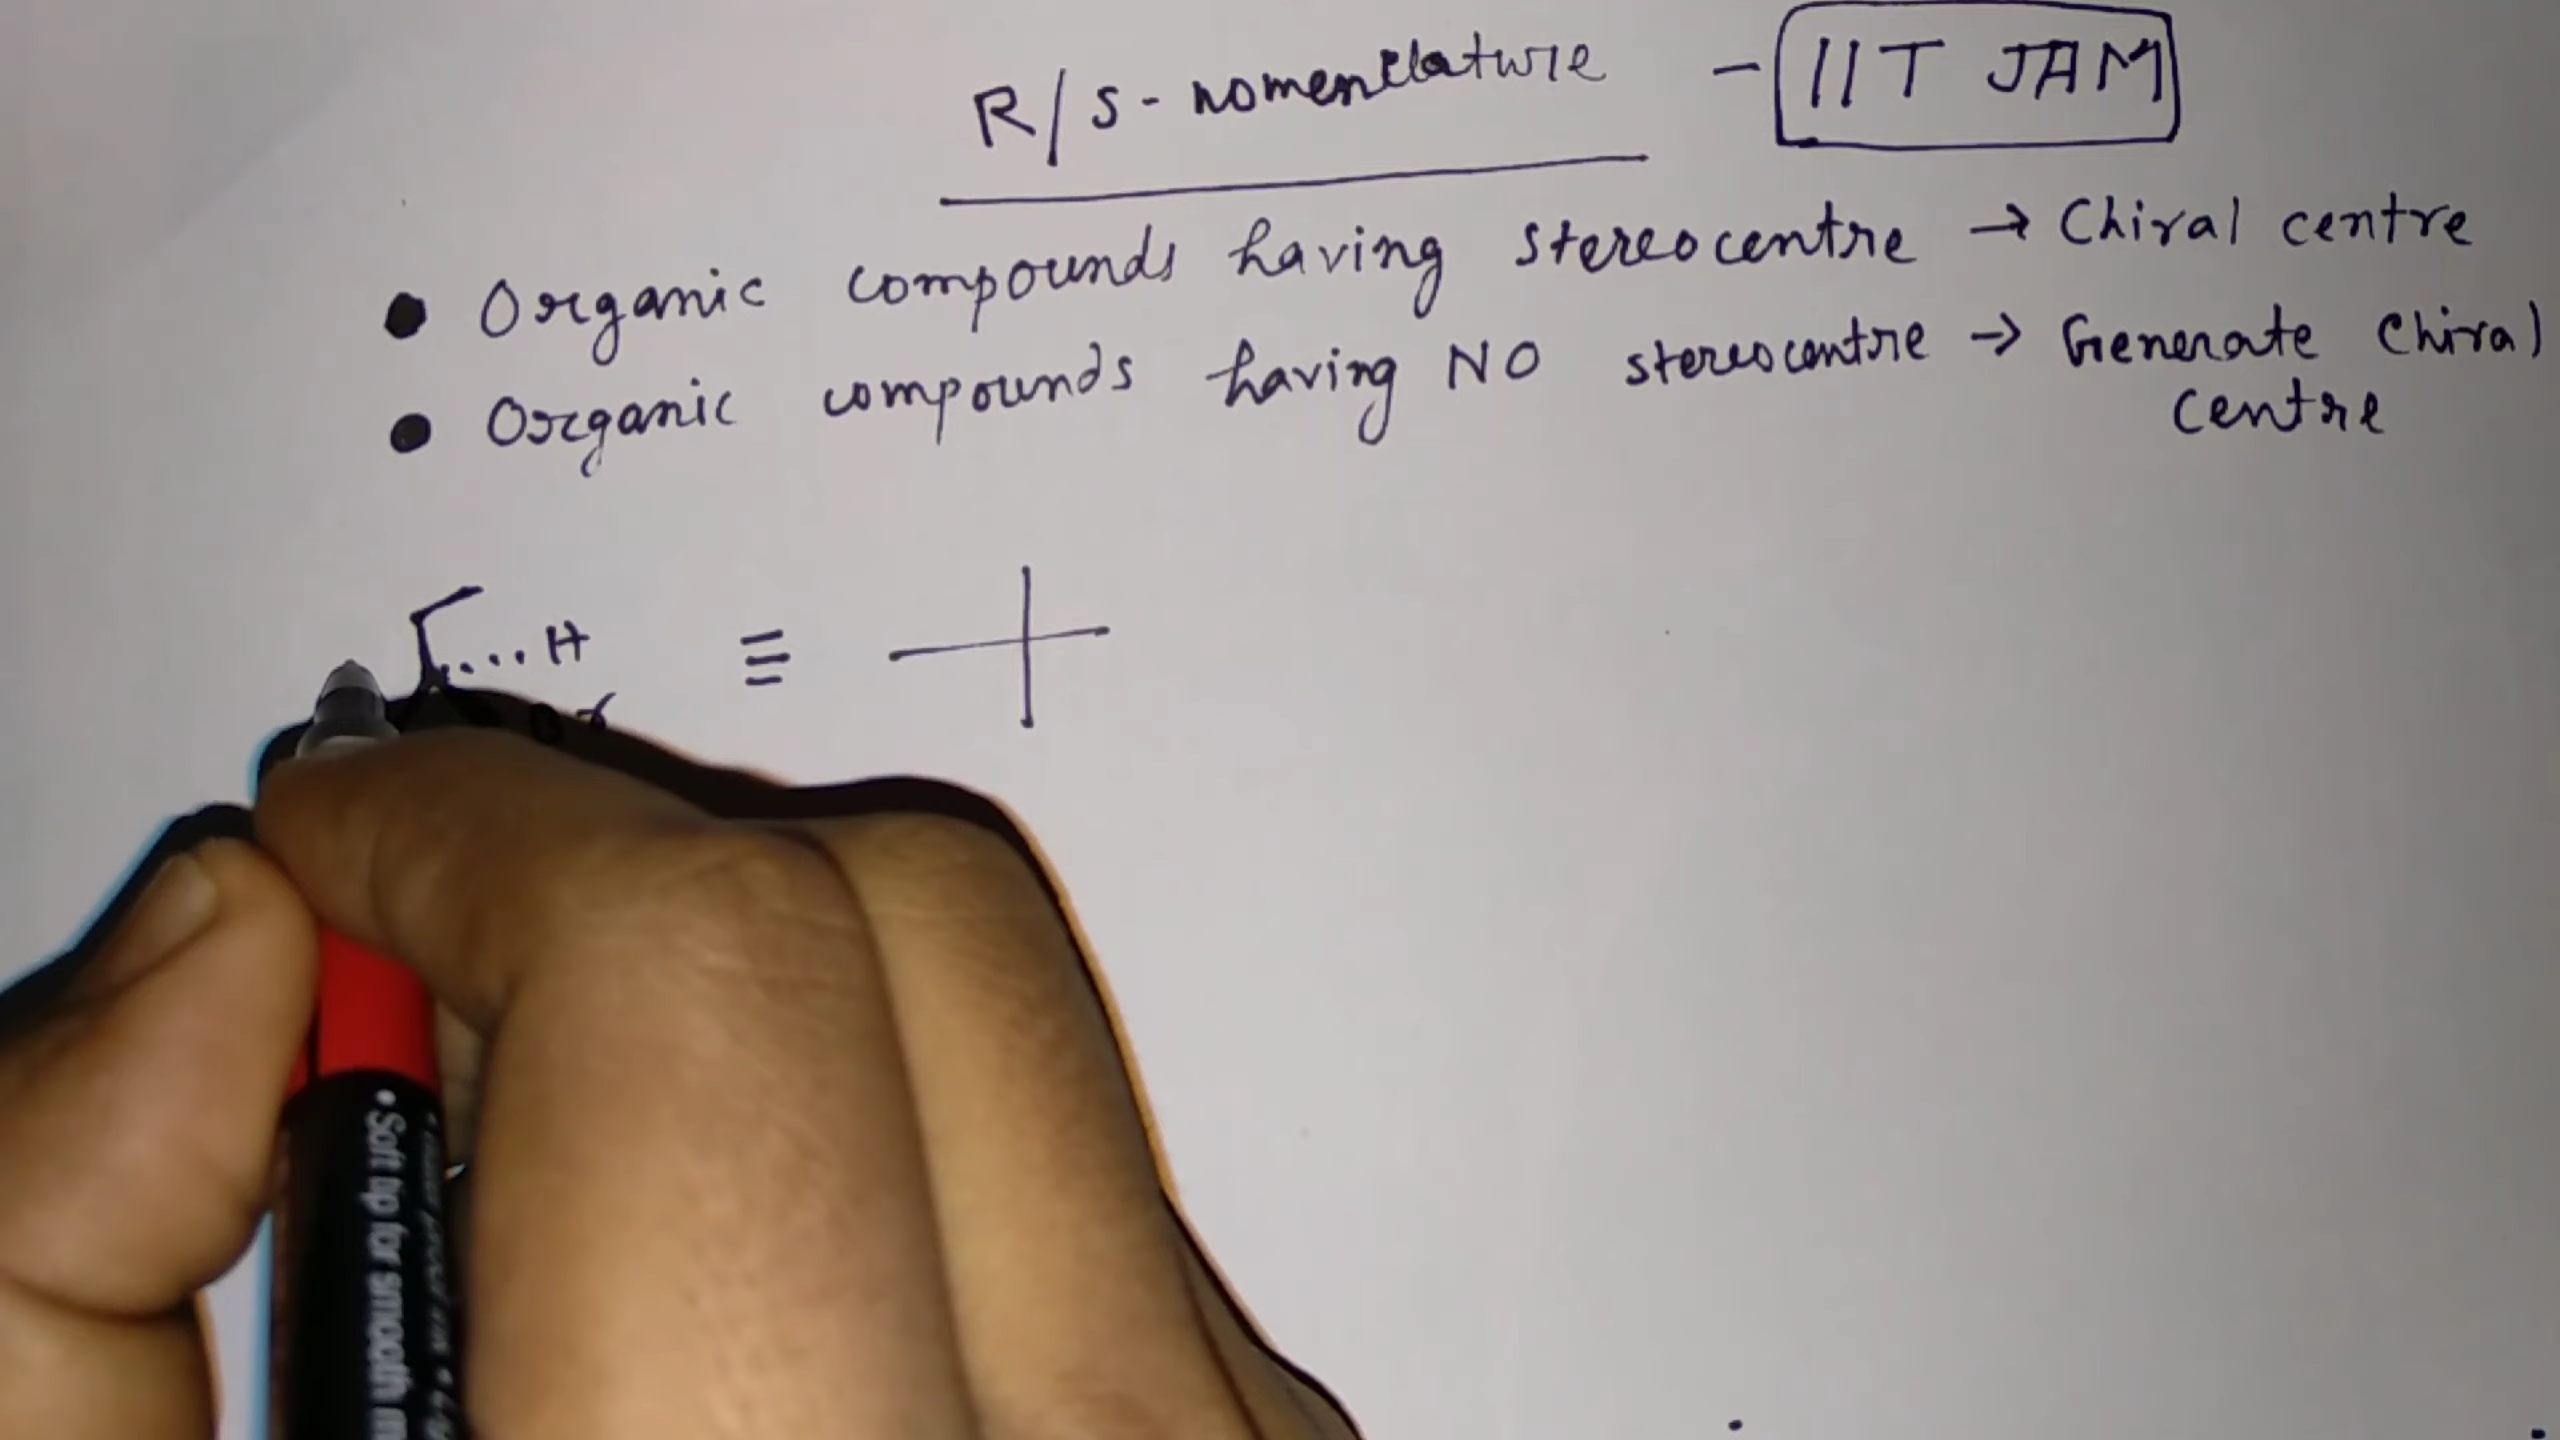 R/S - nomenclature - IIT JAM
• Organic compounds having stereocentre → Chiral centre
• Organic compounds having NO stereocentre → Generate Chiral
centre
H
≡
Br
• Soft tip for smooth